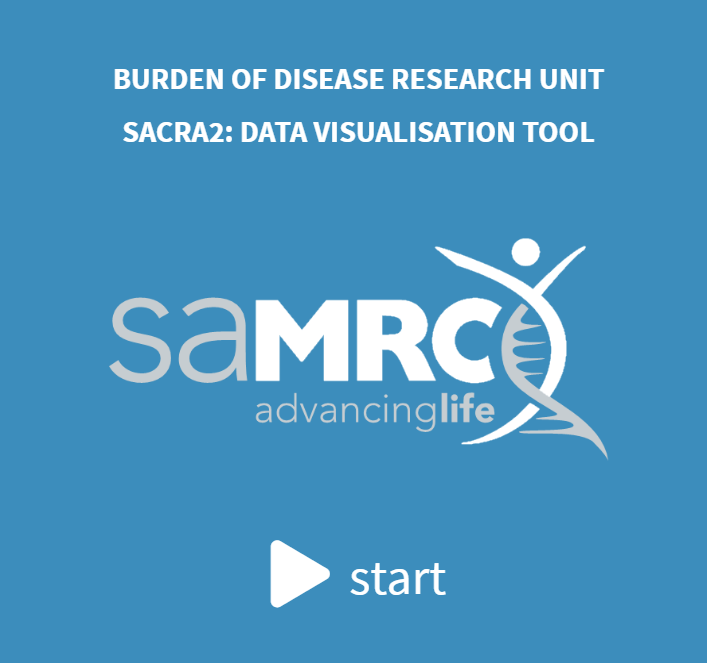 BURDEN OF DISEASE RESEARCH UNIT
SACRA2: DATA VISUALISATION TOOL
saMRC
advancinglife
start